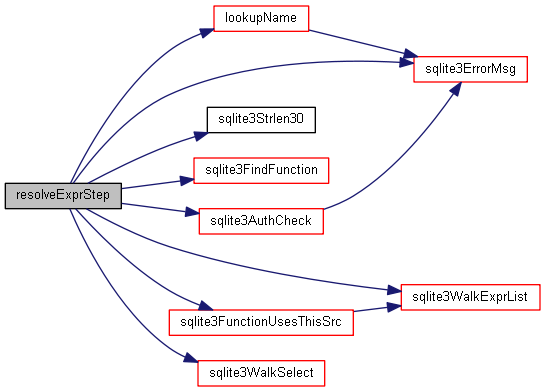 lookupName
sqlite3ErrorMsg
sqlite3Strlen30
sqlite3FindFunction
resolveExprStep
sqlite3AuthCheck
sqlite3WalkExprList
sqlite3FunctionUsesThisSrc
sqlite3WalkSelect